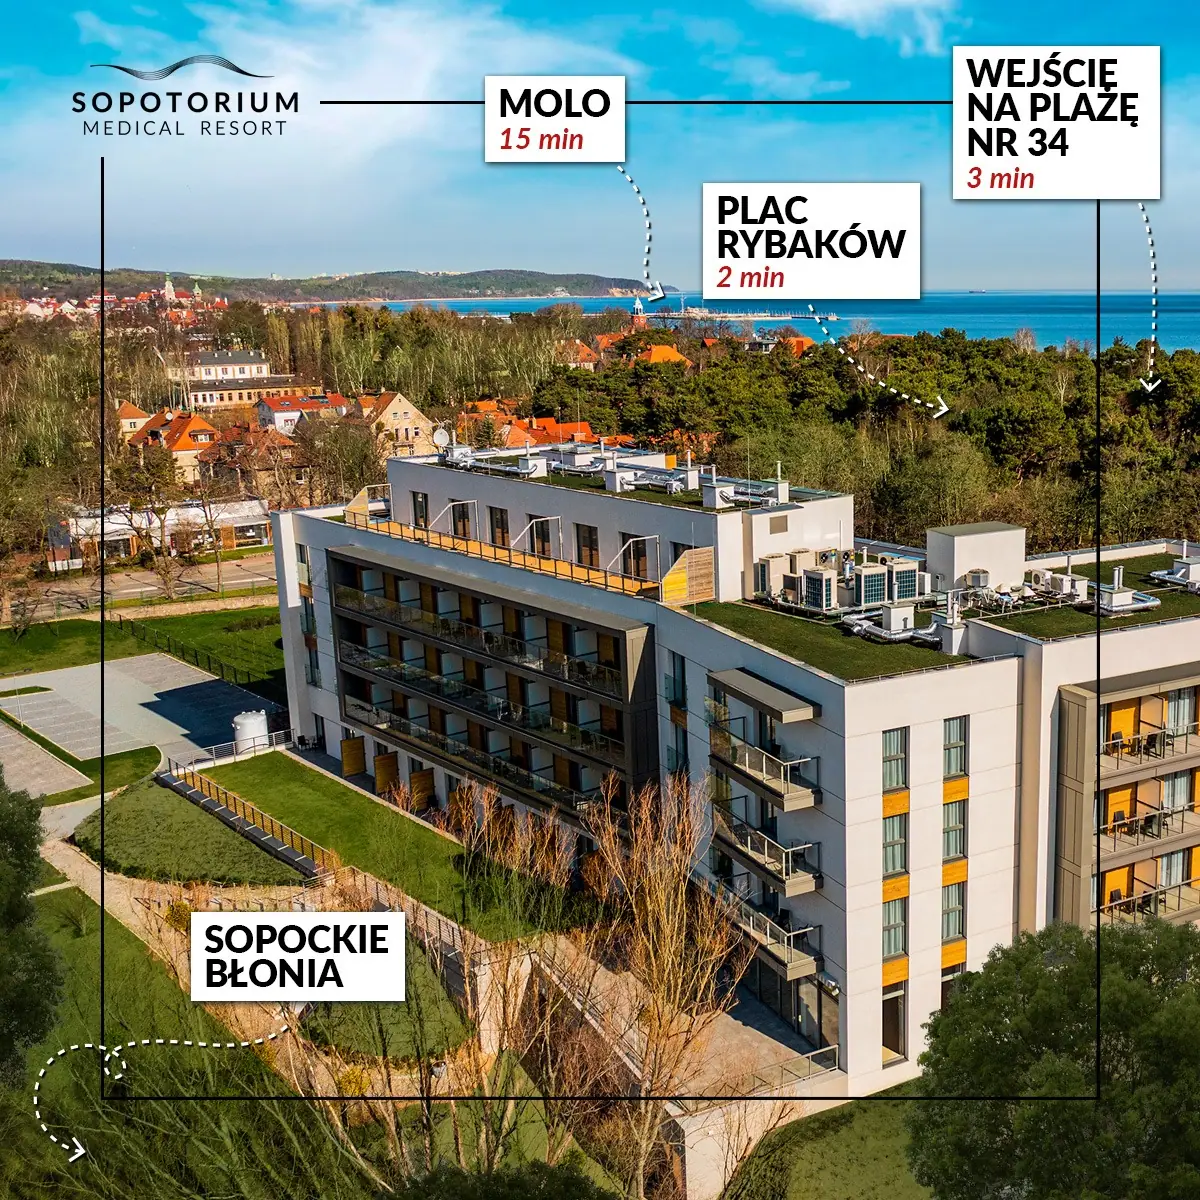 SOPOTORIUM
MEDICAL RESORT
MOLO
15 min
WEJŚCIE
NA PLAŻĘ
NR 34
3 min
PLAC
RYBAKÓW
2 min
SOPOCKIE
BŁONIA